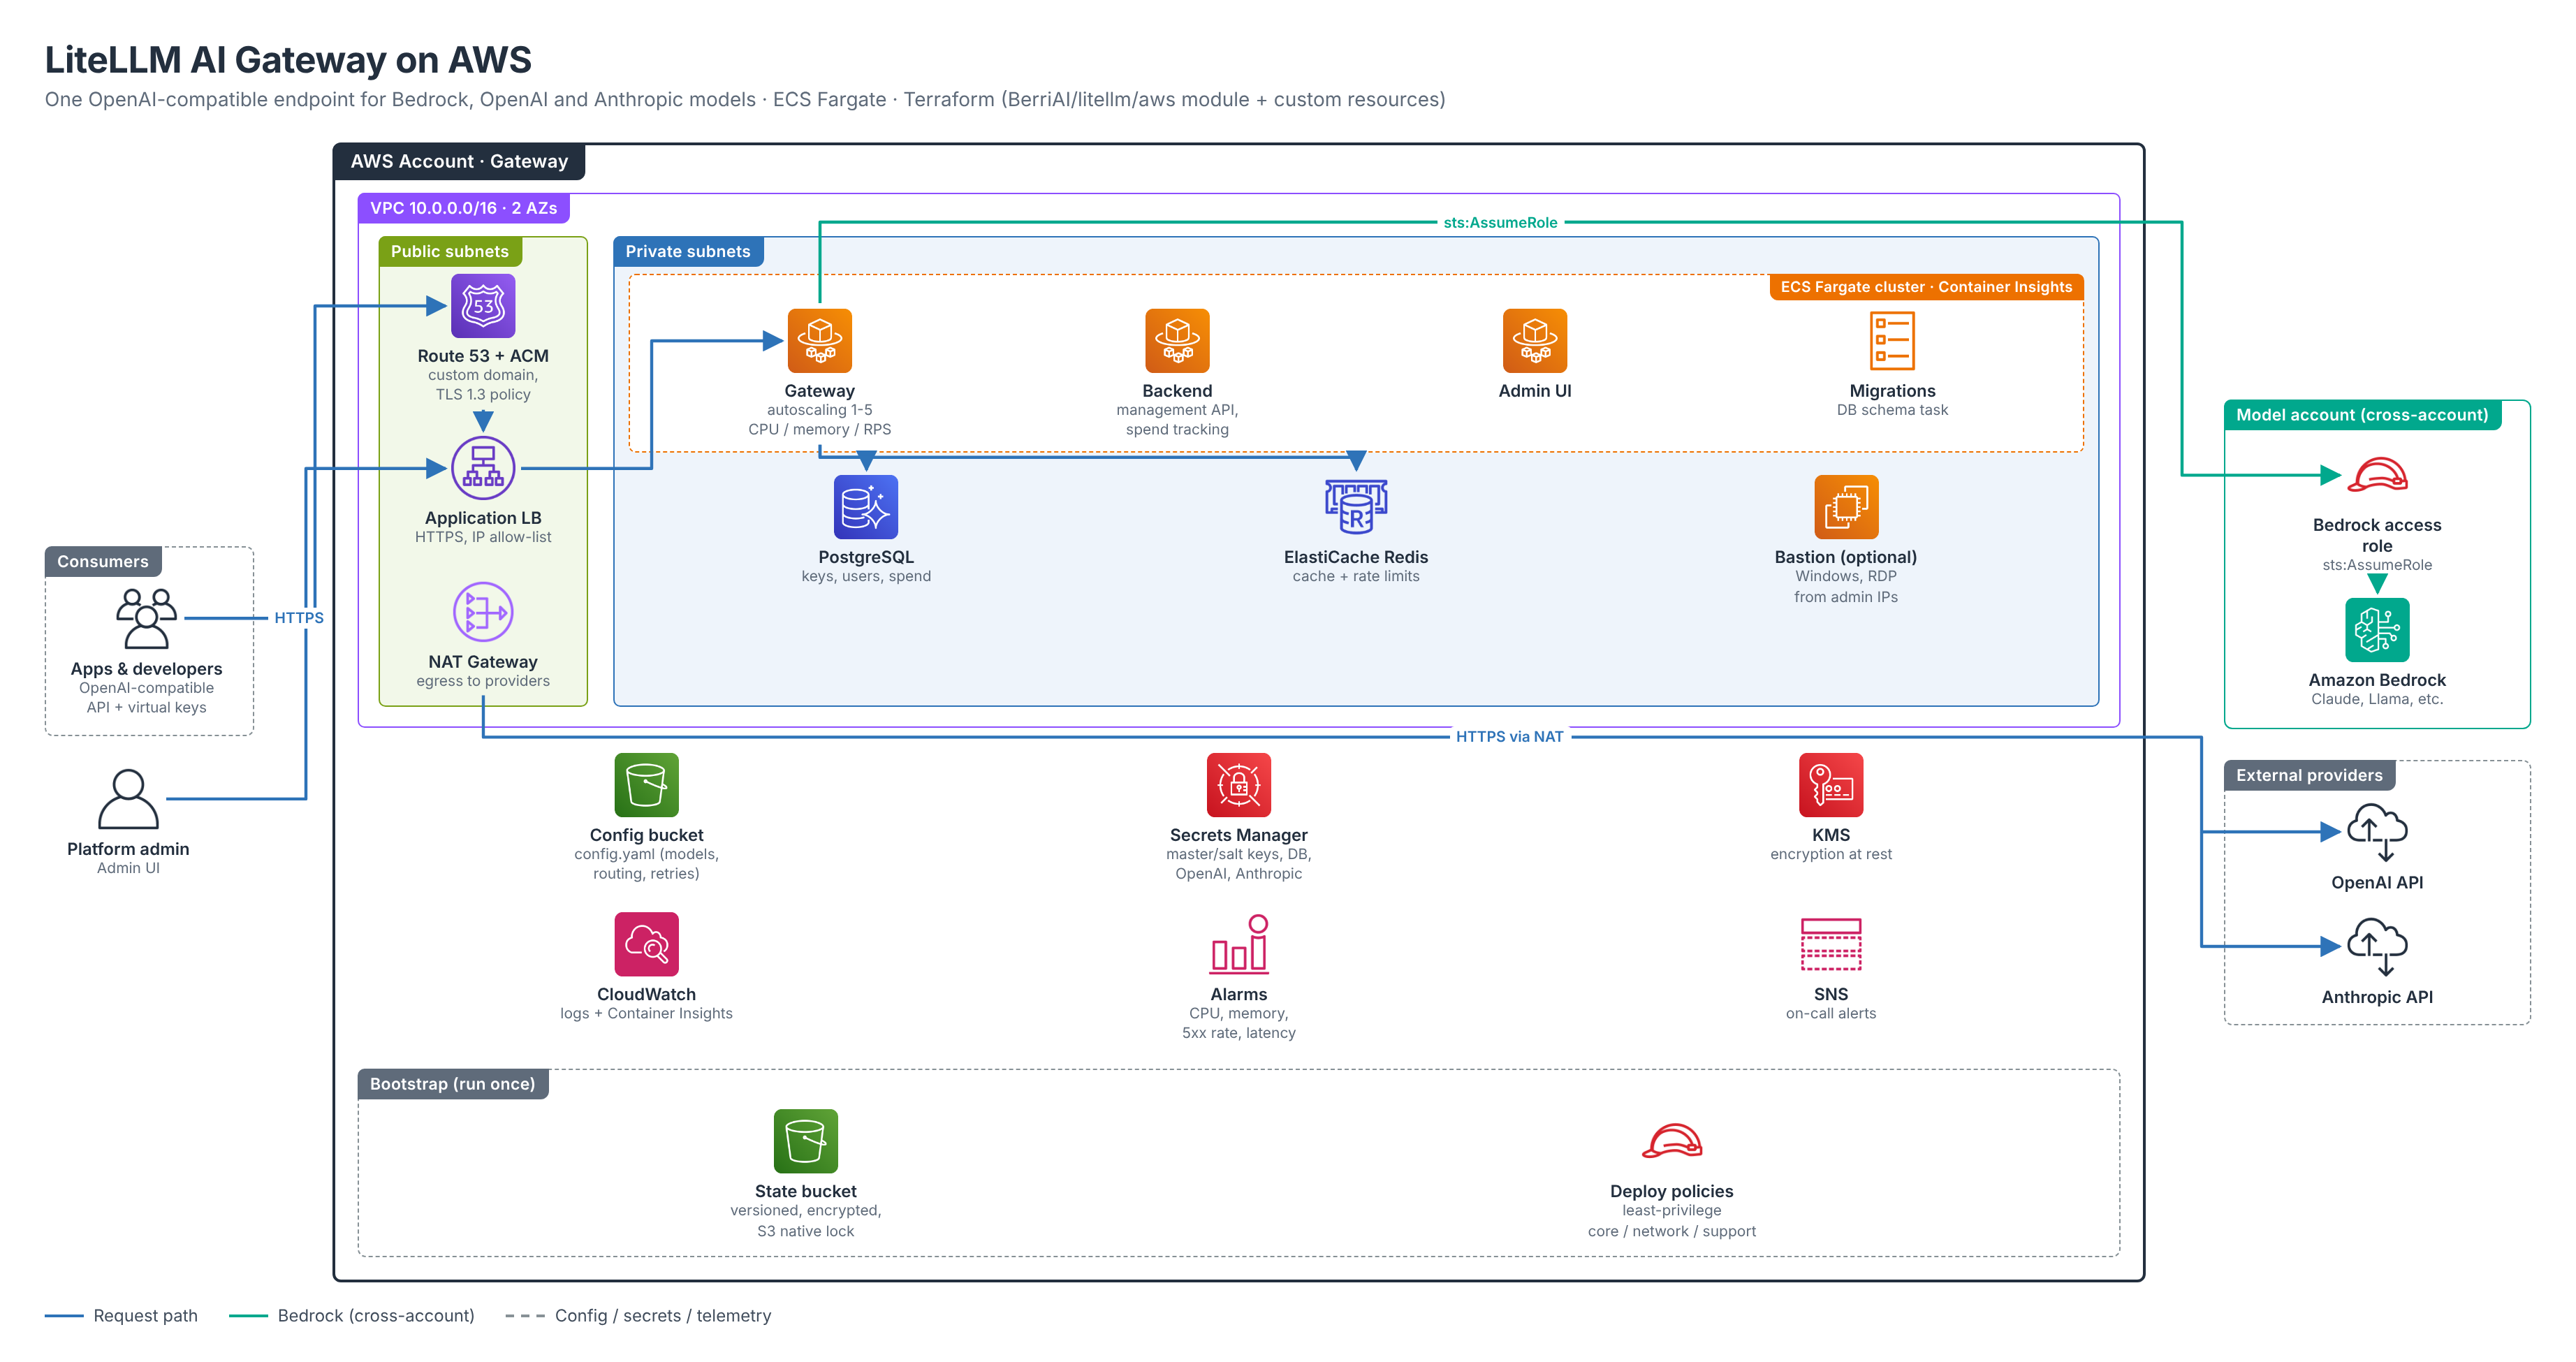 LiteLLM AI Gateway on AWS
One OpenAI-compatible endpoint for Bedrock, OpenAI and Anthropic models · ECS Fargate · Terraform (BerriAI/litellm/aws module + custom resources)
AWS Account · Gateway
VPC 10.0.0.0/16 · 2 AZs
sts:AssumeRole
Public subnets
53
Route 53 + ACM
custom domain,
TLS 1.3 policy
Application LB
HTTPS, IP allow-list
NAT Gateway
egress to providers
Private subnets
ECS Fargate cluster · Container Insights
Gateway
autoscaling 1-5
CPU / memory / RPS
Backend
management API,
spend tracking
Admin UI
Migrations
DB schema task
PostgreSQL
keys, users, spend
R
ElastiCache Redis
cache + rate limits
Bastion (optional)
Windows, RDP
from admin IPs
Consumers
Apps & developers
OpenAI-compatible
API + virtual keys
HTTPS
Platform admin
Admin UI
Model account (cross-account)
Bedrock access
role
sts:AssumeRole
Amazon Bedrock
Claude, Llama, etc.
HTTPS via NAT
External providers
OpenAI API
Anthropic API
Config bucket
config.yaml (models,
routing, retries)
Secrets Manager
master/salt keys, DB,
OpenAI, Anthropic
KMS
encryption at rest
CloudWatch
logs + Container Insights
Alarms
CPU, memory,
5xx rate, latency
SNS
on-call alerts
Bootstrap (run once)
State bucket
versioned, encrypted,
S3 native lock
Deploy policies
least-privilege
core / network / support
Request path
Bedrock (cross-account)
Config / secrets / telemetry